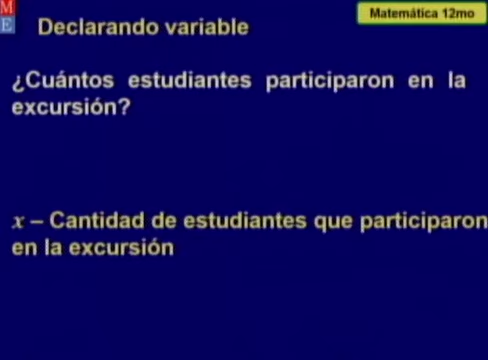 M
E
Matemática 12mo
Declarando variable
¿Cuántos estudiantes participaron en la
excursión?
x – Cantidad de estudiantes que participaron
en la excursión